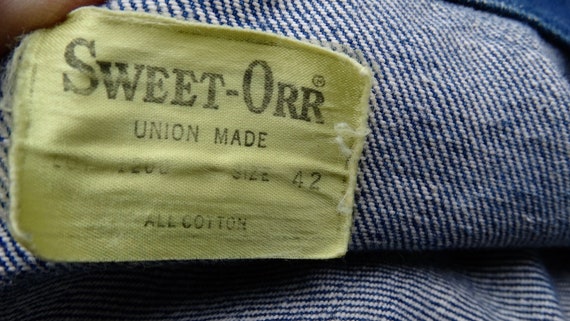 SWEET-ORR®
UNION MADE
SIZE 42
ALL COTTON